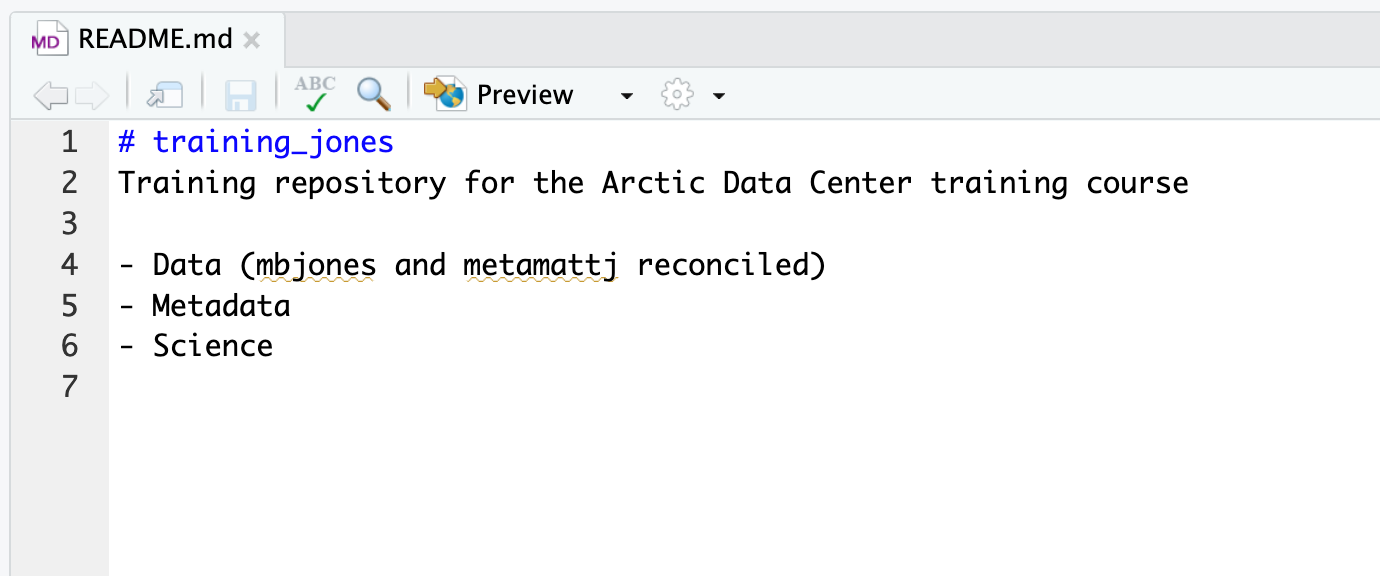 MD README.md
ABC Preview
1 # training_jones
2 Training repository for the Arctic Data Center training course
3
4 - Data (mbjones and metamattj reconciled)
5 - Metadata
6 - Science
7